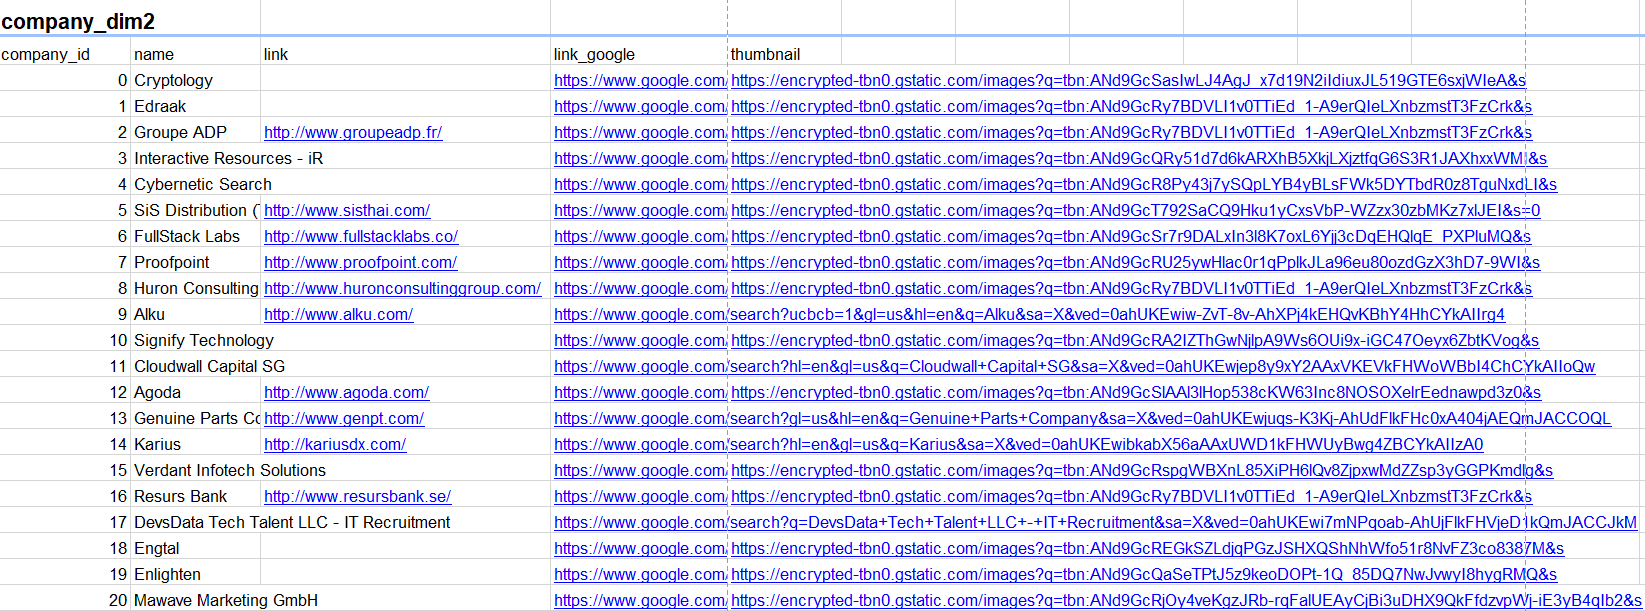 company_dim2
company_id name link link_google thumbnail
0 Cryptology https://www.google.com/ https://encrypted-tbn0.gstatic.com/images?q=tbn:ANd9GcSasIwLJ4AgJ_x7d19N2iIdiuxJL519GTE6sxjWIeA&s
1 Edraak https://www.google.com/ https://encrypted-tbn0.gstatic.com/images?q=tbn:ANd9GcRy7BDVLI1v0TTiEd_1-A9erQIeLXnbzmstT3FzCrk&s
2 Groupe ADP http://www.groupeadp.fr/ https://www.google.com/ https://encrypted-tbn0.gstatic.com/images?q=tbn:ANd9GcRy7BDVLI1v0TTiEd_1-A9erQIeLXnbzmstT3FzCrk&s
3 Interactive Resources - iR https://www.google.com/ https://encrypted-tbn0.gstatic.com/images?q=tbn:ANd9GcQRy51d7d6kARXhB5XkjLXjztfqG6S3R1JAXhxxWM!&s
4 Cybernetic Search https://www.google.com/ https://encrypted-tbn0.gstatic.com/images?q=tbn:ANd9GcR8Py43j7ySQpLYB4yBLsFWk5DYTbdR0z8TguNxdLI&s
5 SiS Distribution ( http://www.sisthai.com/ https://www.google.com/ https://encrypted-tbn0.gstatic.com/images?q=tbn:ANd9GcT792SaCQ9Hku1yCxsVbP-WZzx30zbMKz7xlJEI&s=0
6 FullStack Labs http://www.fullstacklabs.co/ https://www.google.com/ https://encrypted-tbn0.gstatic.com/images?q=tbn:ANd9GcSr7r9DALxIn3l8K7oxL6Yjj3cDqEHQlqE_PXPluMQ&s
7 Proofpoint http://www.proofpoint.com/ https://www.google.com/ https://encrypted-tbn0.gstatic.com/images?q=tbn:ANd9GcRU25ywHlac0r1qPplkJLa96eu80ozdGzX3hD7-9WI&s
8 Huron Consulting http://www.huronconsultinggroup.com/ https://www.google.com/ https://encrypted-tbn0.gstatic.com/images?q=tbn:ANd9GcRy7BDVLI1v0TTiEd_1-A9erQIeLXnbzmstT3FzCrk&s
9 Alku http://www.alku.com/ https://www.google.com/search?ucbcb=1&gl=us&hl=en&q=Alku&sa=X&ved=0ahUKEwiw-ZvT-8v-AhXPj4kEHQvKBhY4HhCYkAIIrg4
10 Signify Technology https://www.google.com/ https://encrypted-tbn0.gstatic.com/images?q=tbn:ANd9GcRA2IZThGwNjlpA9Ws6OUi9x-iGC47Oeyx6ZbtKVog&s
11 Cloudwall Capital SG https://www.google.com/search?hl=en&gl=us&q=Cloudwall+Capital+SG&sa=X&ved=0ahUKEwjep8y9xY2AAxVKEVkFHWoWBbI4ChCYkAIIoQw
12 Agoda http://www.agoda.com/ https://www.google.com/ https://encrypted-tbn0.gstatic.com/images?q=tbn:ANd9GcSlAAl3lHop538cKW63Inc8NOSOXelrEednawpd3z0&s
13 Genuine Parts Co http://www.genpt.com/ https://www.google.com/search?gl=us&hl=en&q=Genuine+Parts+Company&sa=X&ved=0ahUKEwjuqs-K3Kj-AhUdFlkFHc0xA404jAEQmJACCOQL
14 Karius http://kariusdx.com/ https://www.google.com/search?hl=en&gl=us&q=Karius&sa=X&ved=0ahUKEwibkabX56aAAxUWD1kFHWUyBwg4ZBCYkAIIzA0
15 Verdant Infotech Solutions https://www.google.com/ https://encrypted-tbn0.gstatic.com/images?q=tbn:ANd9GcRspgWBXnL85XiPH6lQv8ZjpxwMdZZsp3yGGPKmdlg&s
16 Resurs Bank http://www.resursbank.se/ https://www.google.com/ https://encrypted-tbn0.gstatic.com/images?q=tbn:ANd9GcRy7BDVLI1v0TTiEd_1-A9erQIeLXnbzmstT3FzCrk&s
17 DevsData Tech Talent LLC - IT Recruitment https://www.google.com/search?q=DevsData+Tech+Talent+LLC+-+IT+Recruitment&sa=X&ved=0ahUKEwi7mNPqoab-AhUjFlkFHVjeD1kQmJACCJkM
18 Engtal https://www.google.com/ https://encrypted-tbn0.gstatic.com/images?q=tbn:ANd9GcREGkSZLdjqPGzJSHXQShNhWfo51r8NvFZ3co8387M&s
19 Enlighten https://www.google.com/ https://encrypted-tbn0.gstatic.com/images?q=tbn:ANd9GcQaSeTPtJ5z9keoDOPt-1Q_85DQ7NwJvwyI8hygRMQ&s
20 Mawave Marketing GmbH https://www.google.com/ https://encrypted-tbn0.gstatic.com/images?q=tbn:ANd9GcRjOy4veKgzJRb-rqFalUEAyCjBi3uDHX9QkFfdzvpWj-iE3yB4qIb2&s